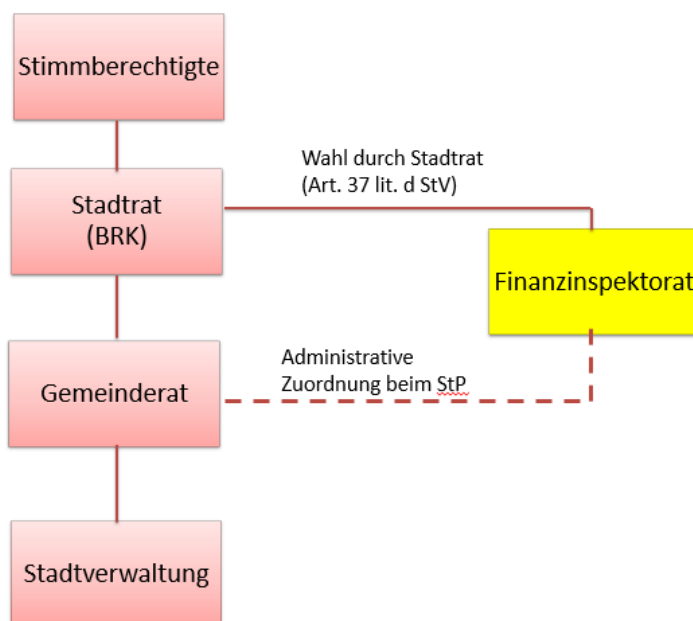 Stimmberechtigte
Wahl durch Stadtrat
(Art. 37 lit. d StV)
Stadtrat
(BRK)
Finanzinspektorat
Administrative
Zuordnung beim StP
Gemeinderat
Stadtverwaltung